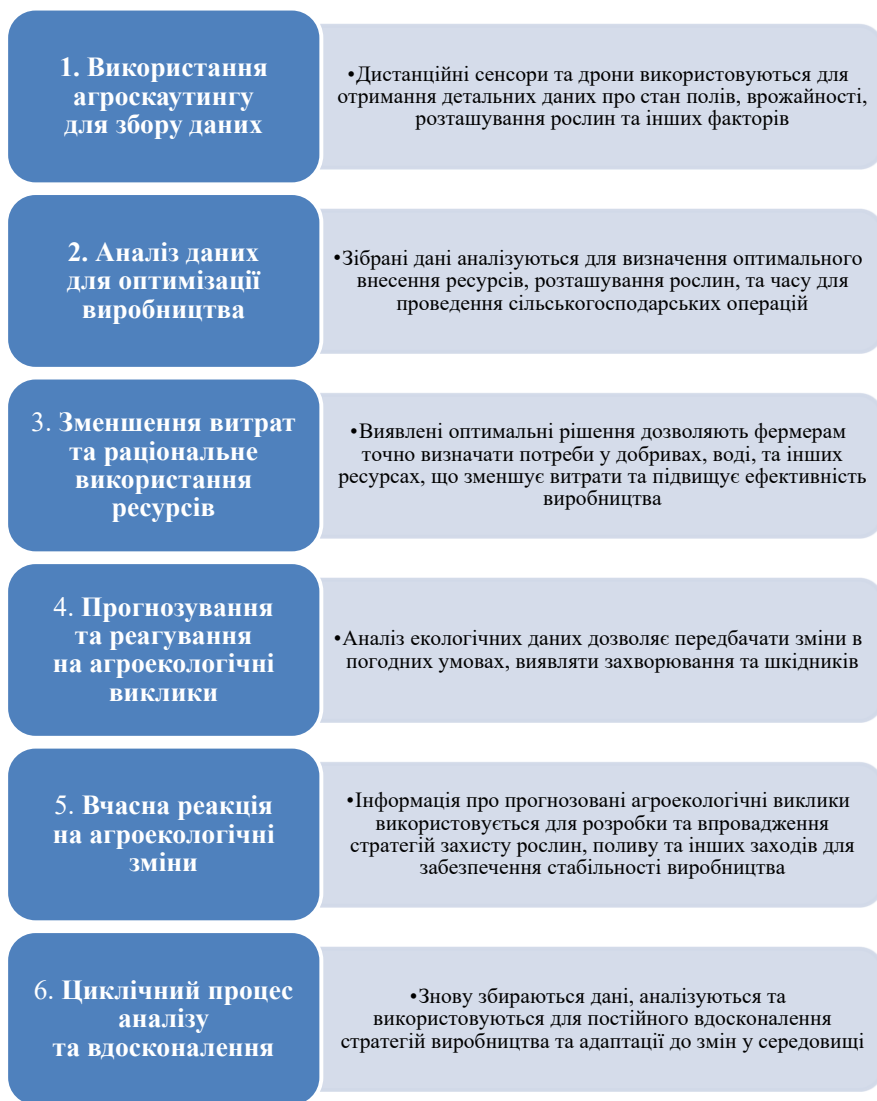 1. Використання
агроскаутингу
для збору даних
•Дистанційні сенсори та дрони використовуються для
отримання детальних даних про стан полів, врожайності,
розташування рослин та інших факторів
2. Аналіз даних
для оптимізації
виробництва
•Зібрані дані аналізуються для визначення оптимального
внесення ресурсів, розташування рослин, та часу для
проведення сільськогосподарських операцій
3. Зменшення витрат
та раціональне
використання
ресурсів
•Виявлені оптимальні рішення дозволяють фермерам
точно визначати потреби у добривах, воді, та інших
ресурсах, що зменшує витрати та підвищує ефективність
виробництва
4. Прогнозування
та реагування
на агроекологічні
виклики
•Аналіз екологічних даних дозволяє передбачати зміни в
погодних умовах, виявляти захворювання та шкідників
5. Вчасна реакція
на агроекологічні
зміни
•Інформація про прогнозовані агроекологічні виклики
використовується для розробки та впровадження
стратегій захисту рослин, поливу та інших заходів для
забезпечення стабільності виробництва
6. Циклічний процес
аналізу
та вдосконалення
•Знову збираються дані, аналізуються та
використовуються для постійного вдосконалення
стратегій виробництва та адаптації до змін у середовищі